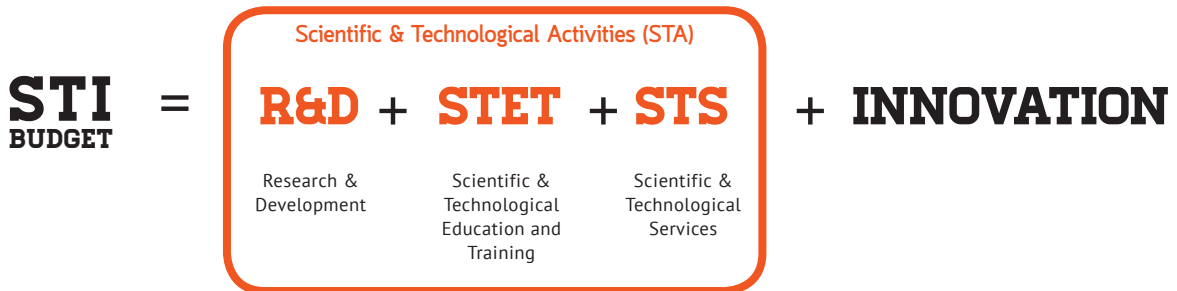 Scientific & Technological Activities (STA)
STI
BUDGET
= R&D + STET + STS + INNOVATION
Research &
Development
Scientific &
Technological
Education and
Training
Scientific &
Technological
Services